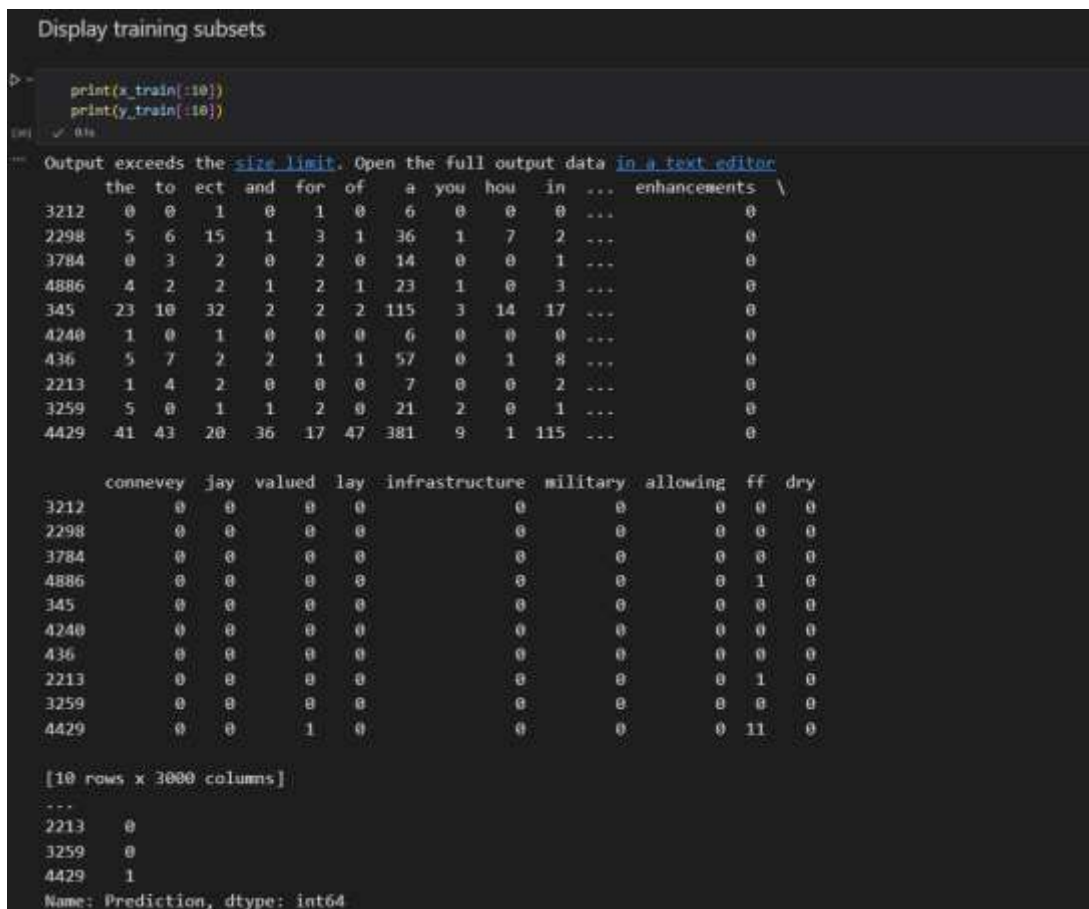 Display training subsets
print(x_train[:10])
print(y_train[:10])
Output exceeds the size limit. Open the full output data in a text editor
the to ect and for of a you hou in ... enhancements \
3212 0 0 1 0 1 0 6 0 0 0 ... 0
2298 5 6 15 1 3 1 36 1 7 2 ... 0
3784 0 3 2 0 2 0 14 0 0 1 ... 0
4886 4 2 2 1 2 1 23 1 0 3 ... 0
345 23 10 32 2 2 2 115 3 14 17 ... 0
4240 1 0 1 0 0 0 6 0 0 0 ... 0
436 5 7 2 2 1 1 57 0 1 8 ... 0
2213 1 4 2 0 0 0 7 0 0 2 ... 0
3259 5 0 1 1 2 0 21 2 0 1 ... 0
4429 41 43 20 36 17 47 381 9 1 115 ... 0
connevey jay valued lay infrastructure military allowing ff dry
3212 0 0 0 0 0 0 0 0 0
2298 0 0 0 0 0 0 0 0 0
3784 0 0 0 0 0 0 0 0 0
4886 0 0 0 0 0 0 0 1 0
345 0 0 0 0 0 0 0 0 0
4240 0 0 0 0 0 0 0 0 0
436 0 0 0 0 0 0 0 0 0
2213 0 0 0 0 0 0 0 1 0
3259 0 0 0 0 0 0 0 0 0
4429 0 0 1 0 0 0 0 11 0
[10 rows x 3000 columns]
...
2213 0
3259 0
4429 1
Name: Prediction, dtype: int64